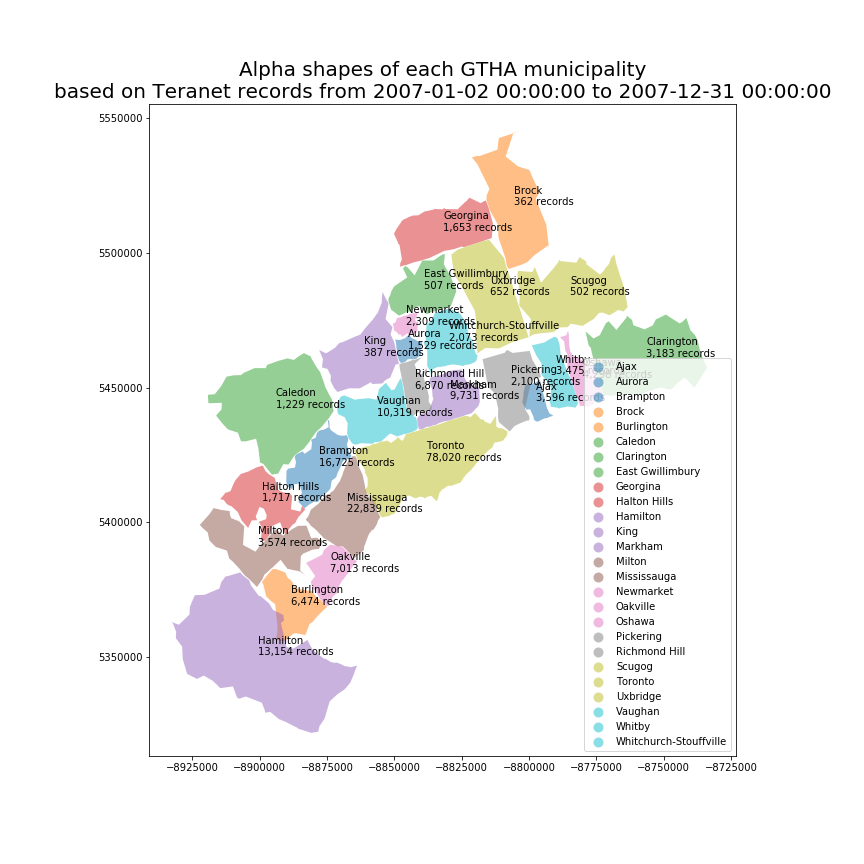 Alpha shapes of each GTHA municipality
based on Teranet records from 2007-01-02 00:00:00 to 2007-12-31 00:00:00
5550000
5500000
5450000
5400000
5350000
Brock
362 records
Georgina
1,653 records
East Gwillimbury
507 records
Uxbridge
652 records
Scugog
502 records
Newmarket
2,309 records
Whitchurch-Stouffville
2,073 records
Aurora
1,529 records
King
387 records
Clarington
3,183 records
Whitby
3,475
Oshawa
records
Richmond Hill
6,870 records
Markham
9,731 records
Pickering
2,100 records
Ajax
3,596 records
Caledon
1,229 records
Vaughan
10,319 records
Toronto
78,020 records
Brampton
16,725 records
Halton Hills
1,717 records
Mississauga
22,839 records
Milton
3,574 records
Oakville
7,013 records
Burlington
6,474 records
Hamilton
13,154 records
Ajax
Aurora
Brampton
Brock
Burlington
Caledon
Clarington
East Gwillimbury
Georgina
Halton Hills
Hamilton
King
Markham
Milton
Mississauga
Newmarket
Oakville
Oshawa
Pickering
Richmond Hill
Scugog
Toronto
Uxbridge
Vaughan
Whitby
Whitchurch-Stouffville
−8925000 −8900000 −8875000 −8850000 −8825000 −8800000 −8775000 −8750000 −8725000